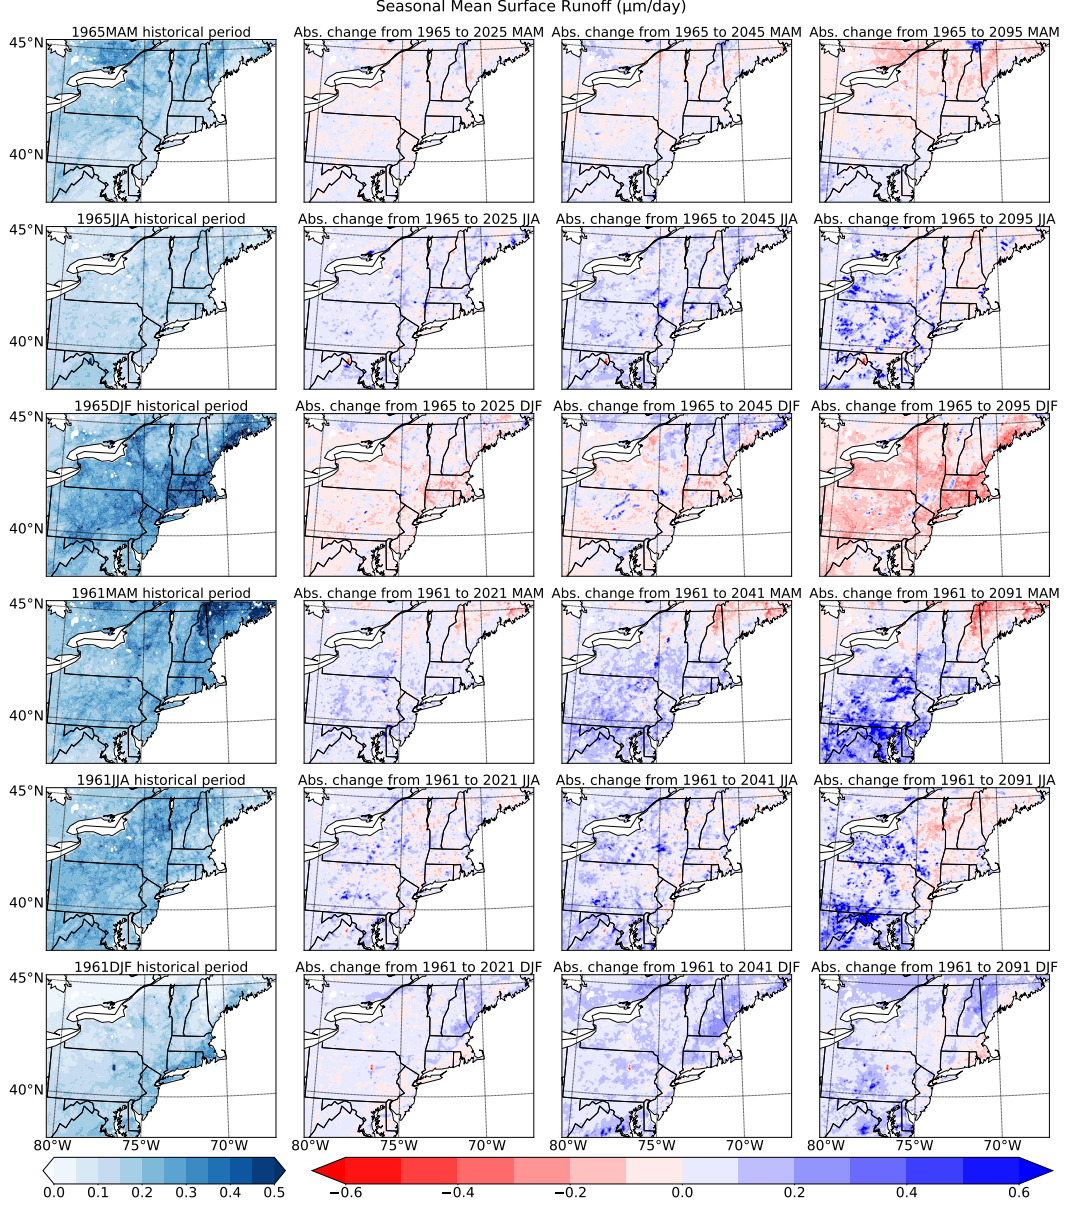 Seasonal Mean Surface Runoff (μm/day)
1965MAM historical period
Abs. change from 1965 to 2025 MAM
Abs. change from 1965 to 2045 MAM
Abs. change from 1965 to 2095 MAM
45°N
40°N
1965JJA historical period
Abs. change from 1965 to 2025 JJA
Abs. change from 1965 to 2045 JJA
Abs. change from 1965 to 2095 JJA
45°N
40°N
1965DJF historical period
Abs. change from 1965 to 2025 DJF
Abs. change from 1965 to 2045 DJF
Abs. change from 1965 to 2095 DJF
45°N
40°N
1961MAM historical period
Abs. change from 1961 to 2021 MAM
Abs. change from 1961 to 2041 MAM
Abs. change from 1961 to 2091 MAM
45°N
40°N
1961JJA historical period
Abs. change from 1961 to 2021 JJA
Abs. change from 1961 to 2041 JJA
Abs. change from 1961 to 2091 JJA
45°N
40°N
1961DJF historical period
Abs. change from 1961 to 2021 DJF
Abs. change from 1961 to 2041 DJF
Abs. change from 1961 to 2091 DJF
45°N
40°N
80°W 75°W 70°W
80°W 75°W 70°W
80°W 75°W 70°W
80°W 75°W 70°W
0.0 0.1 0.2 0.3 0.4 0.5
−0.6 −0.4 −0.2 0.0 0.2 0.4 0.6